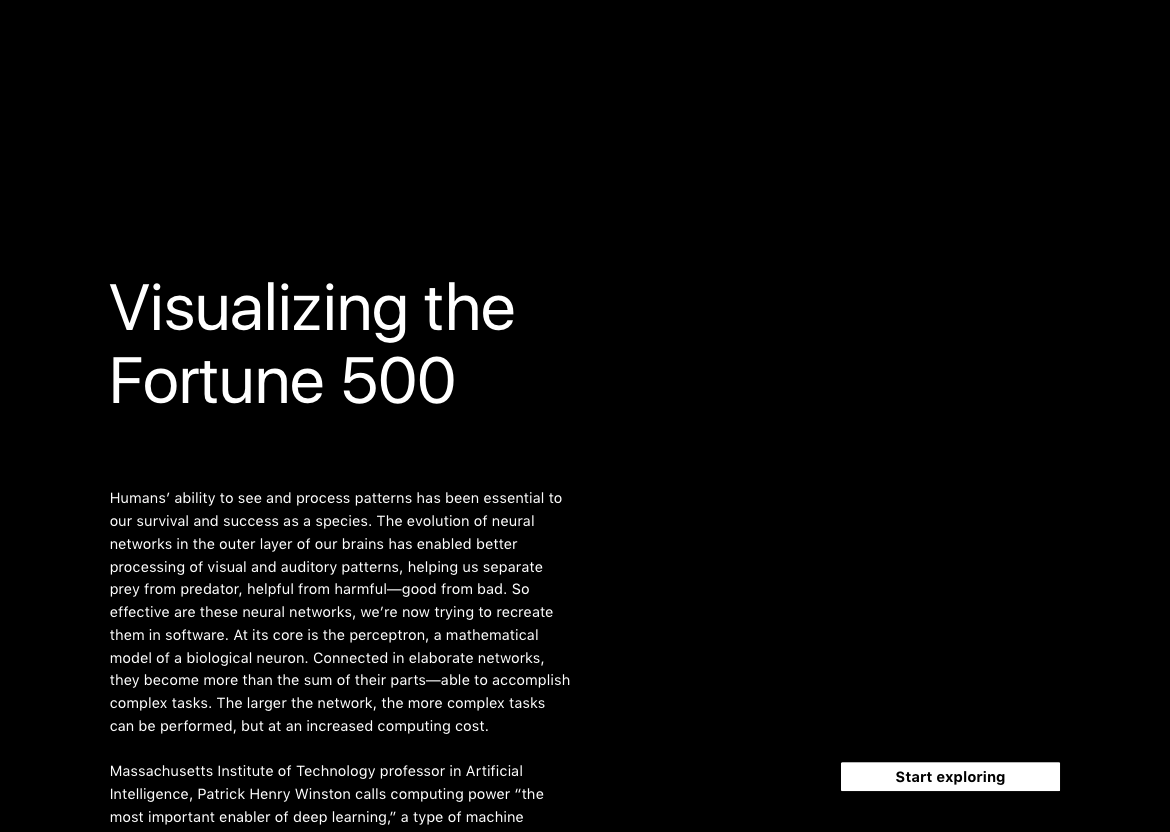 Visualizing the
Fortune 500
Humans’ ability to see and process patterns has been essential to
our survival and success as a species. The evolution of neural
networks in the outer layer of our brains has enabled better
processing of visual and auditory patterns, helping us separate
prey from predator, helpful from harmful—good from bad. So
effective are these neural networks, we’re now trying to recreate
them in software. At its core is the perceptron, a mathematical
model of a biological neuron. Connected in elaborate networks,
they become more than the sum of their parts—able to accomplish
complex tasks. The larger the network, the more complex tasks
can be performed, but at an increased computing cost.
Massachusetts Institute of Technology professor in Artificial
Intelligence, Patrick Henry Winston calls computing power “the
most important enabler of deep learning,” a type of machine
Start exploring